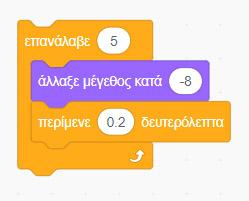 επανάλαβε 5
άλλαξε μέγεθος κατά -8
περίμενε 0.2 δευτερόλεπτα